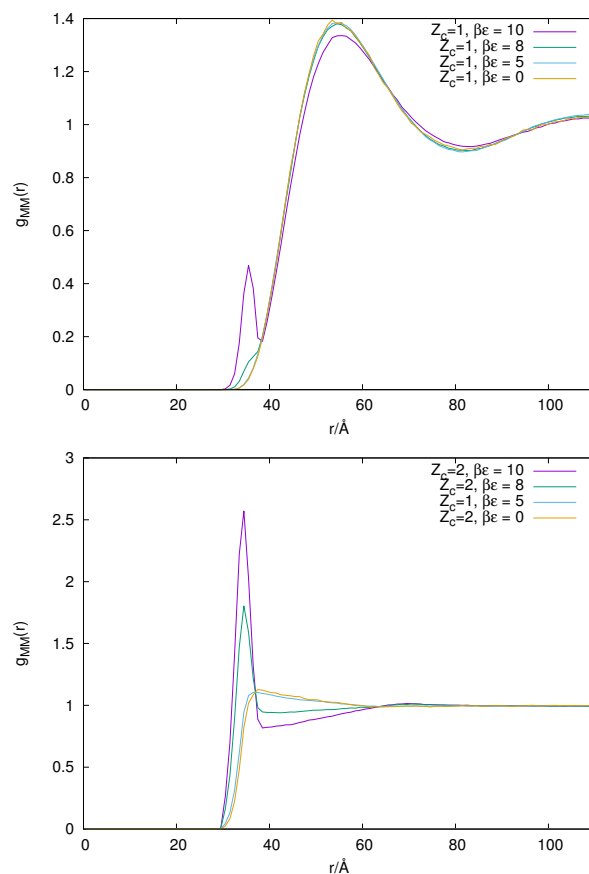 Z_c=1, βε = 10
Z_c=1, βε = 8
Z_c=1, βε = 5
Z_c=1, βε = 0
1.4
1.2
1
0.8
0.6
0.4
0.2
0
g_MM(r)
0 20 40 60 80 100
r/Å
Z_c=2, βε = 10
Z_c=2, βε = 8
Z_c=1, βε = 5
Z_c=2, βε = 0
3
2.5
2
1.5
1
0.5
0
g_MM(r)
0 20 40 60 80 100
r/Å